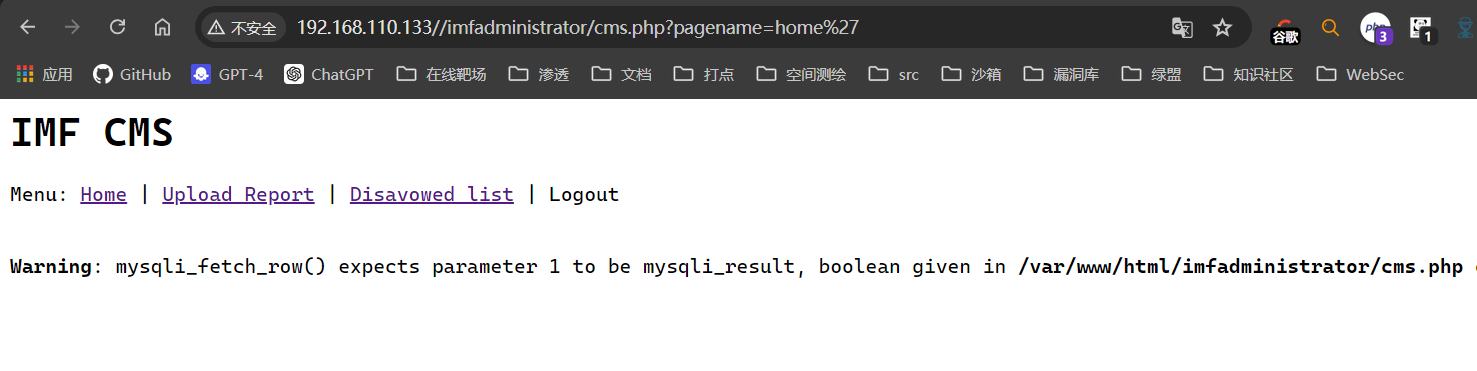 不安全 192.168.110.133//imfadministrator/cms.php?pagename=home%27 谷歌 php 3 1
应用 GitHub GPT-4 ChatGPT 在线靶场 渗透 文档 打点 空间测绘 src 沙箱 漏洞库 绿盟 知识社区 WebSec
IMF CMS
Menu: Home | Upload Report | Disavowed list | Logout
Warning: mysqli_fetch_row() expects parameter 1 to be mysqli_result, boolean given in /var/www/html/imfadministrator/cms.php